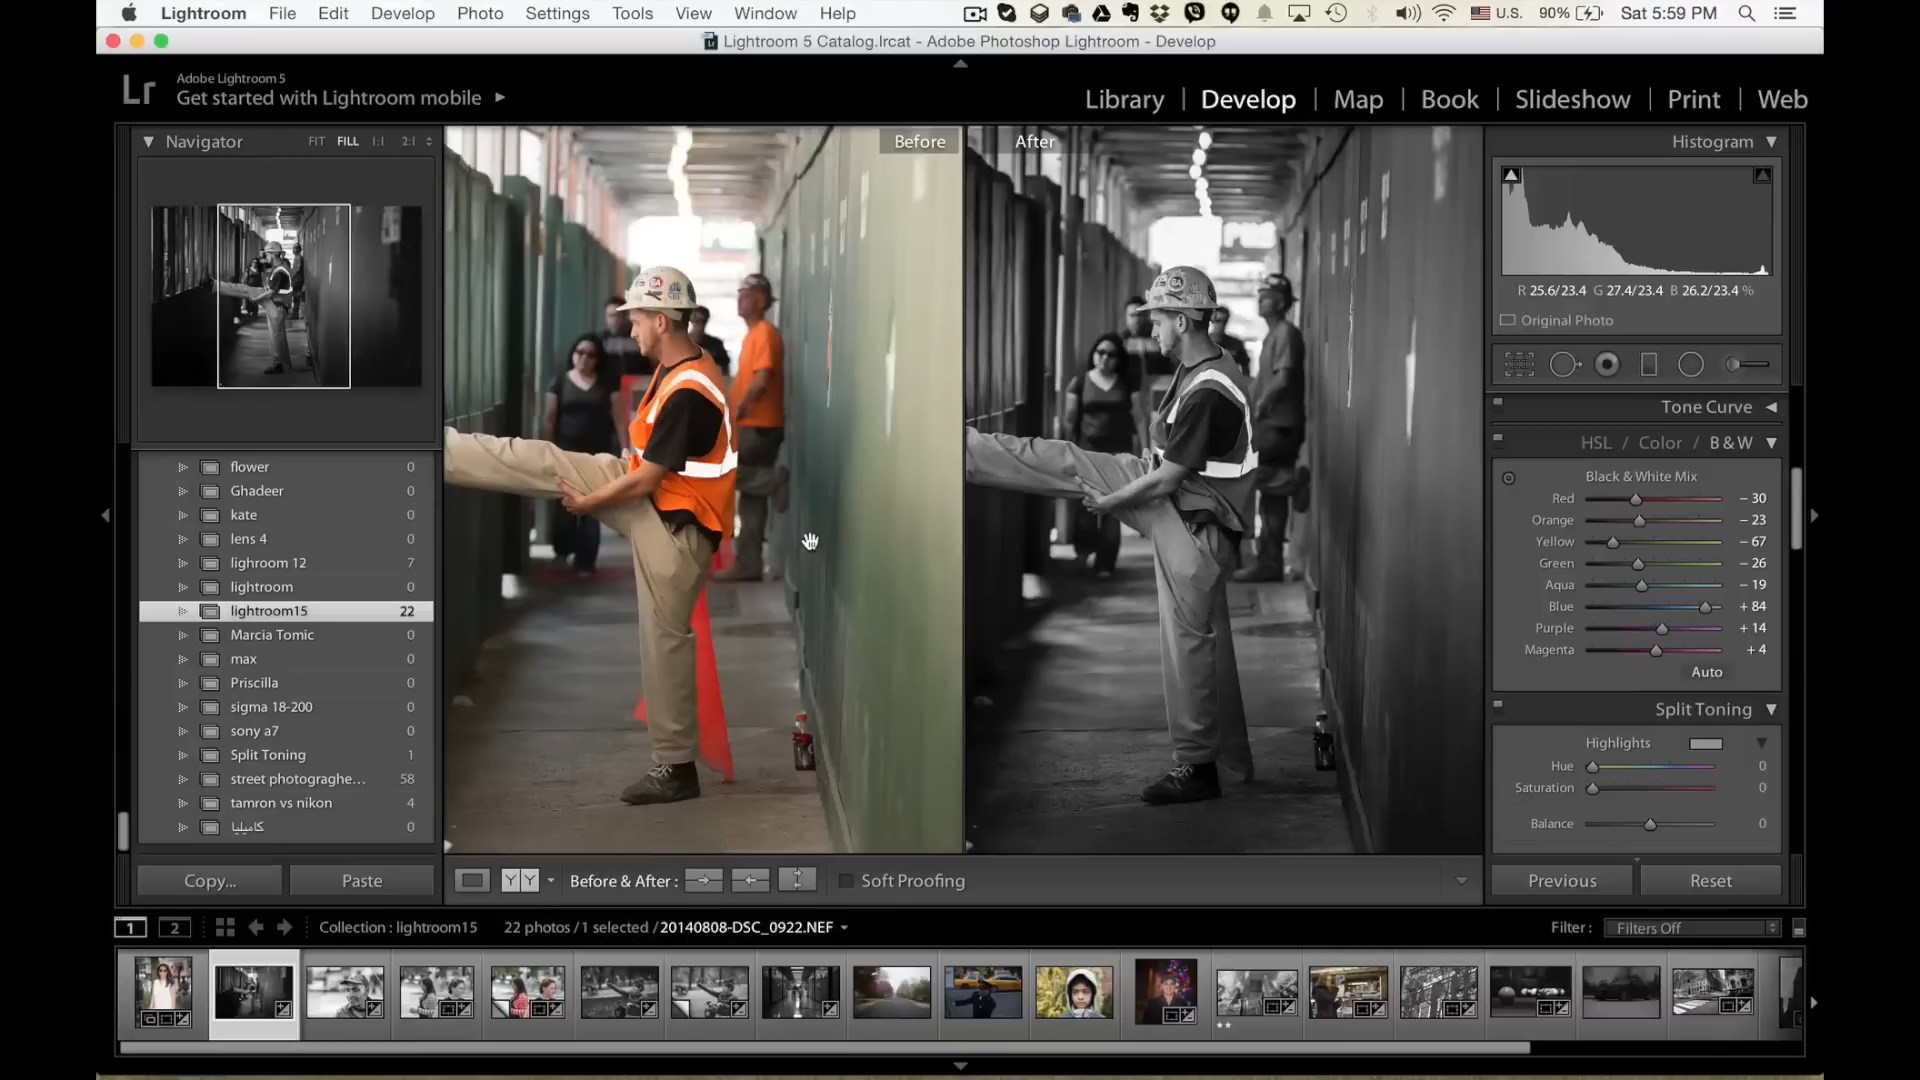 Lightroom File Edit Develop Photo Settings Tools View Window Help U.S. 90% Sat 5:59 PM
Lightroom 5 Catalog.lrcat - Adobe Photoshop Lightroom - Develop
Lr
Adobe Lightroom 5
Get started with Lightroom mobile
Library | Develop | Map | Book | Slideshow | Print | Web
Navigator FIT FILL 1:1 2:1
Before
After
Histogram
R 25.6/23.4 G 27.4/23.4 B 26.2/23.4 %
Original Photo
Tone Curve
HSL / Color / B & W
Black & White Mix
Red - 30
Orange - 23
Yellow - 67
Green - 26
Aqua - 19
Blue + 84
Purple + 14
Magenta + 4
Auto
Split Toning
Highlights
Hue 0
Saturation 0
Balance 0
Previous Reset
flower 0
Ghadeer 0
kate 0
lens 4 0
lighroom 12 7
lightroom 0
lightroom15 22
Marcia Tomic 0
max 0
Priscilla 0
sigma 18-200 0
sony a7 0
Split Toning 1
street photograghe... 58
tamron vs nikon 4
كاميليا 0
Copy... Paste
YY Before & After : Soft Proofing
1 2 Collection : lightroom15 22 photos / 1 selected / 20140808-DSC_0922.NEF Filter : Filters Off